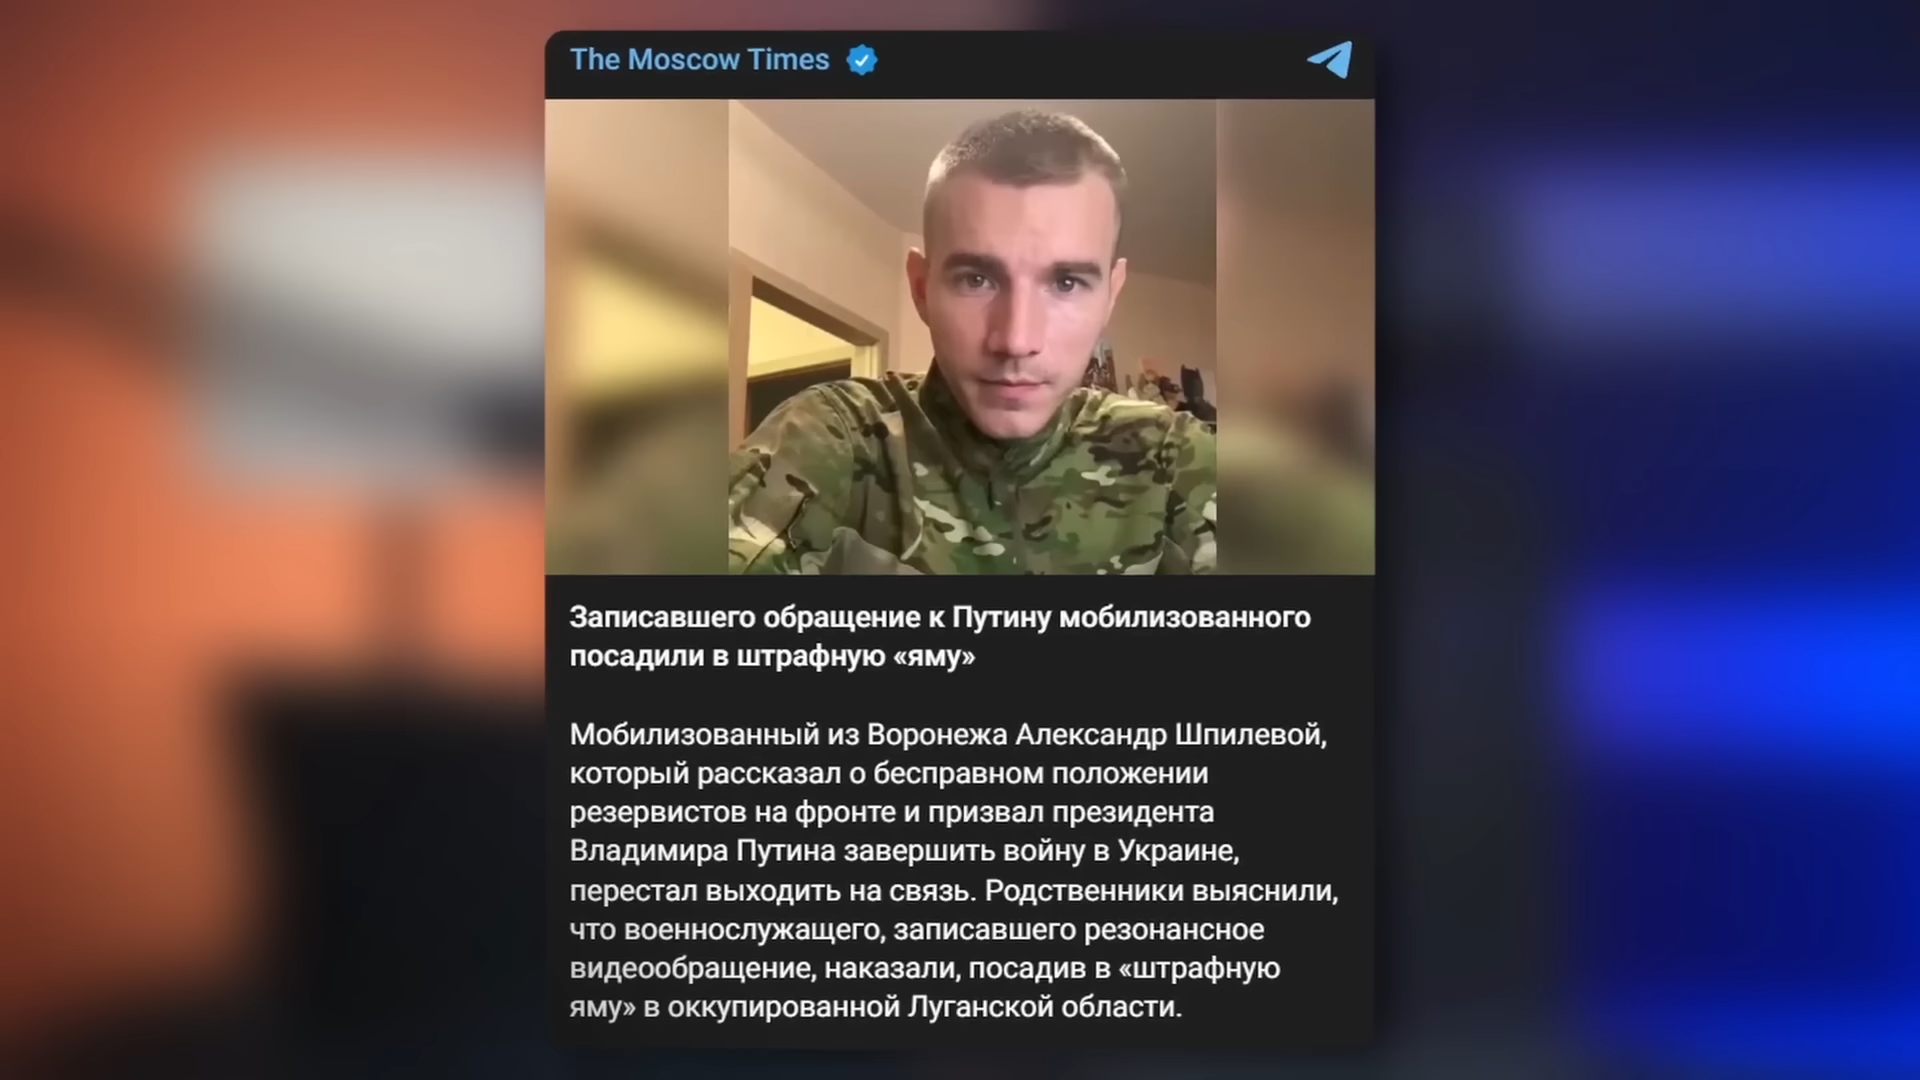 The Moscow Times
Записавшего обращение к Путину мобилизованного
посадили в штрафную «яму»
Мобилизованный из Воронежа Александр Шпилевой,
который рассказал о бесправном положении
резервистов на фронте и призвал президента
Владимира Путина завершить войну в Украине,
перестал выходить на связь. Родственники выяснили,
что военнослужащего, записавшего резонансное
видеообращение, наказали, посадив в «штрафную
яму» в оккупированной Луганской области.